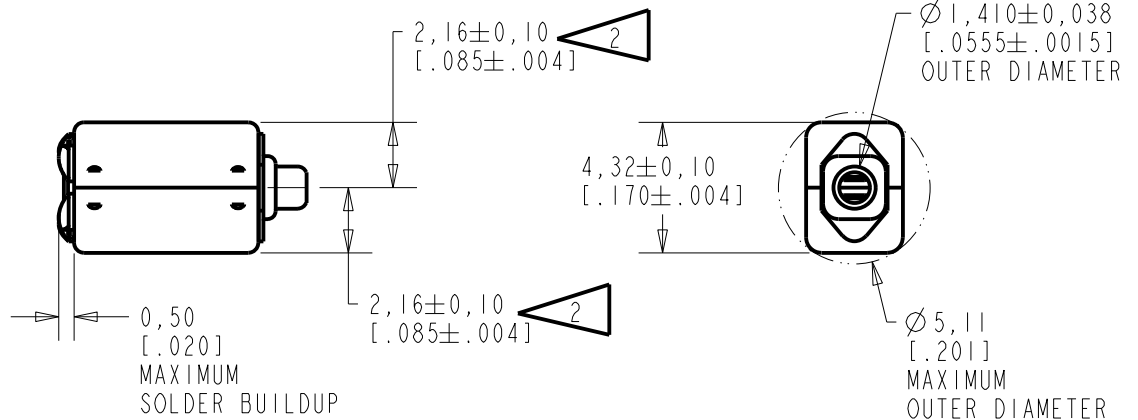 2,16±0,10
[.085±.004]
2
Ø1,410±0,038
[.0555±.0015]
OUTER DIAMETER
4,32±0,10
[.170±.004]
2,16±0,10
[.085±.004]
2
0,50
[.020]
MAXIMUM
SOLDER BUILDUP
Ø5,11
[.201]
MAXIMUM
OUTER DIAMETER